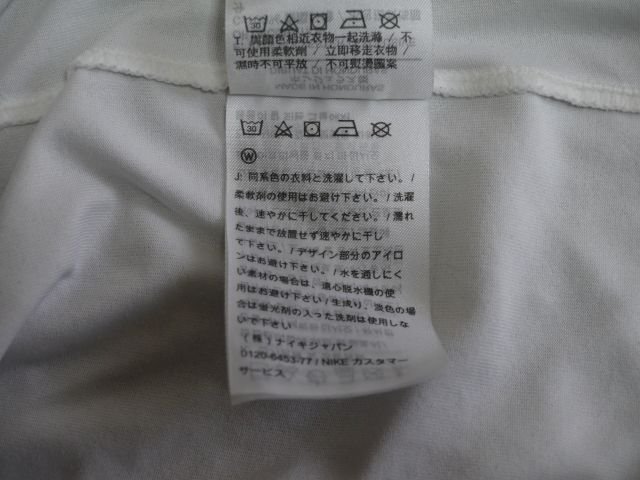 30
T: 與顏色相近衣物一起洗滌 / 不
可使用柔軟劑 / 立即移走衣物 /
濕時不可平放 / 不可熨燙圖案
MADE IN HONDURAS
30
W
J: 同系色の衣料と洗濯して下さい。 /
柔軟剤の使用はお避け下さい。 / 洗濯
後、速やかに干してください。 / 濡れ
たままで放置せず速やかに干し
て下さい。 / デザイン部分のアイロ
ンはお避け下さい。 / 水を通しにく
い素材の場合は、遠心脱水機の使
用はお避け下さい / 生成り、淡色の場
合は蛍光剤の入った洗剤は使用しな
いで下さい
(株) ナイキジャパン
0120-6453-77 / NIKE カスタマー
サービス